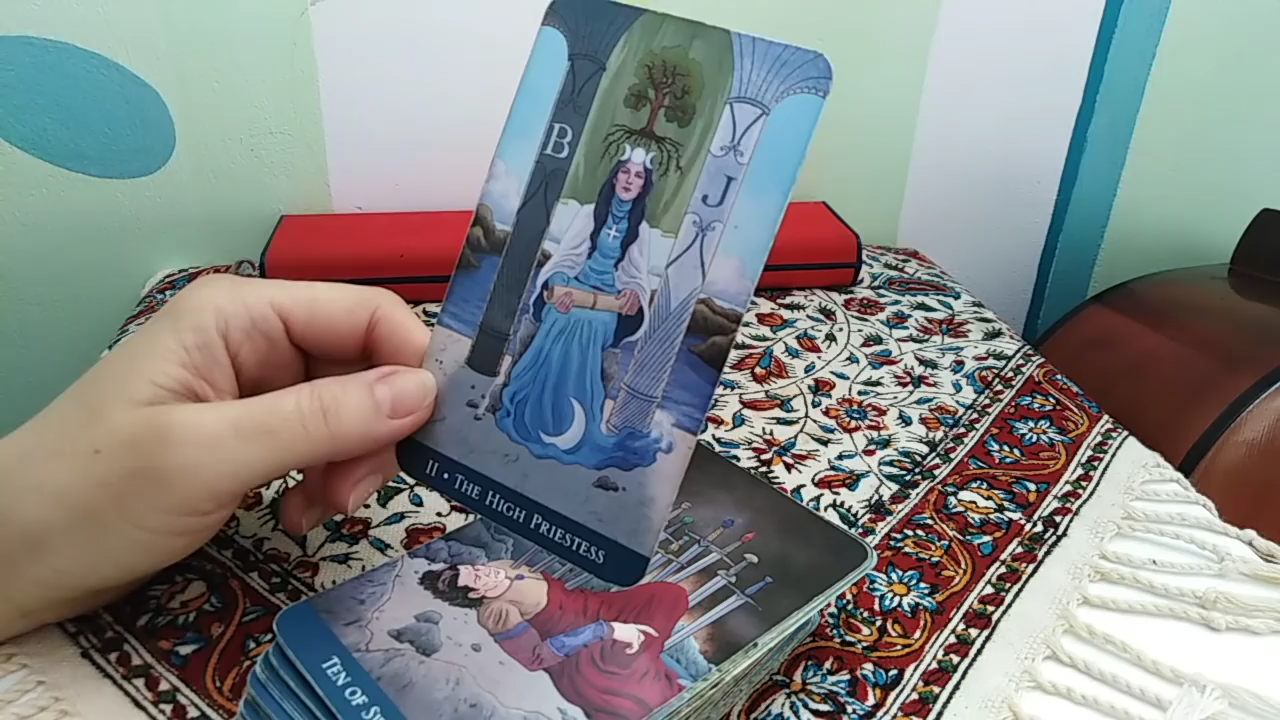 B
J
II • THE HIGH PRIESTESS
TEN OF